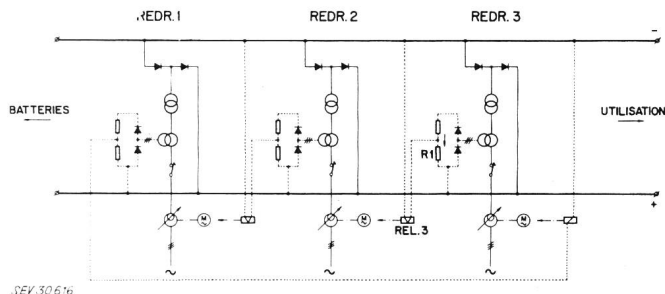 REDR. 1
REDR. 2
REDR. 3
−
BATTERIES
UTILISATION
R1
+
M
M
REL. 3
M
~
~
~
SEV 30616